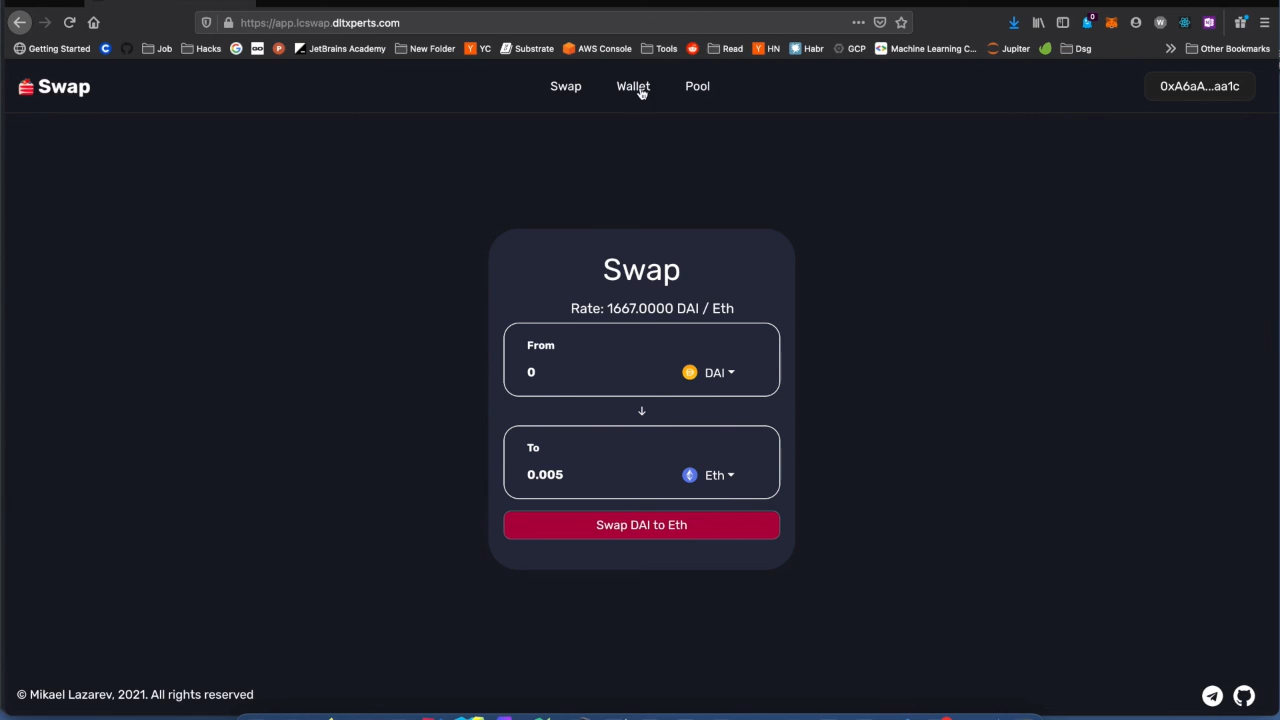 https://app.lcswap.dltxperts.com
Getting Started
Job
Hacks
JetBrains Academy
New Folder
YC
Substrate
AWS Console
Tools
Read
HN
Habr
GCP
Machine Learning C...
Jupiter
Dsg
Other Bookmarks
Swap
Swap Wallet Pool
0xA6aA...aa1c
Swap
Rate: 1667.0000 DAI / Eth
From
0 DAI
↓
To
0.005 Eth
Swap DAI to Eth
© Mikael Lazarev, 2021. All rights reserved